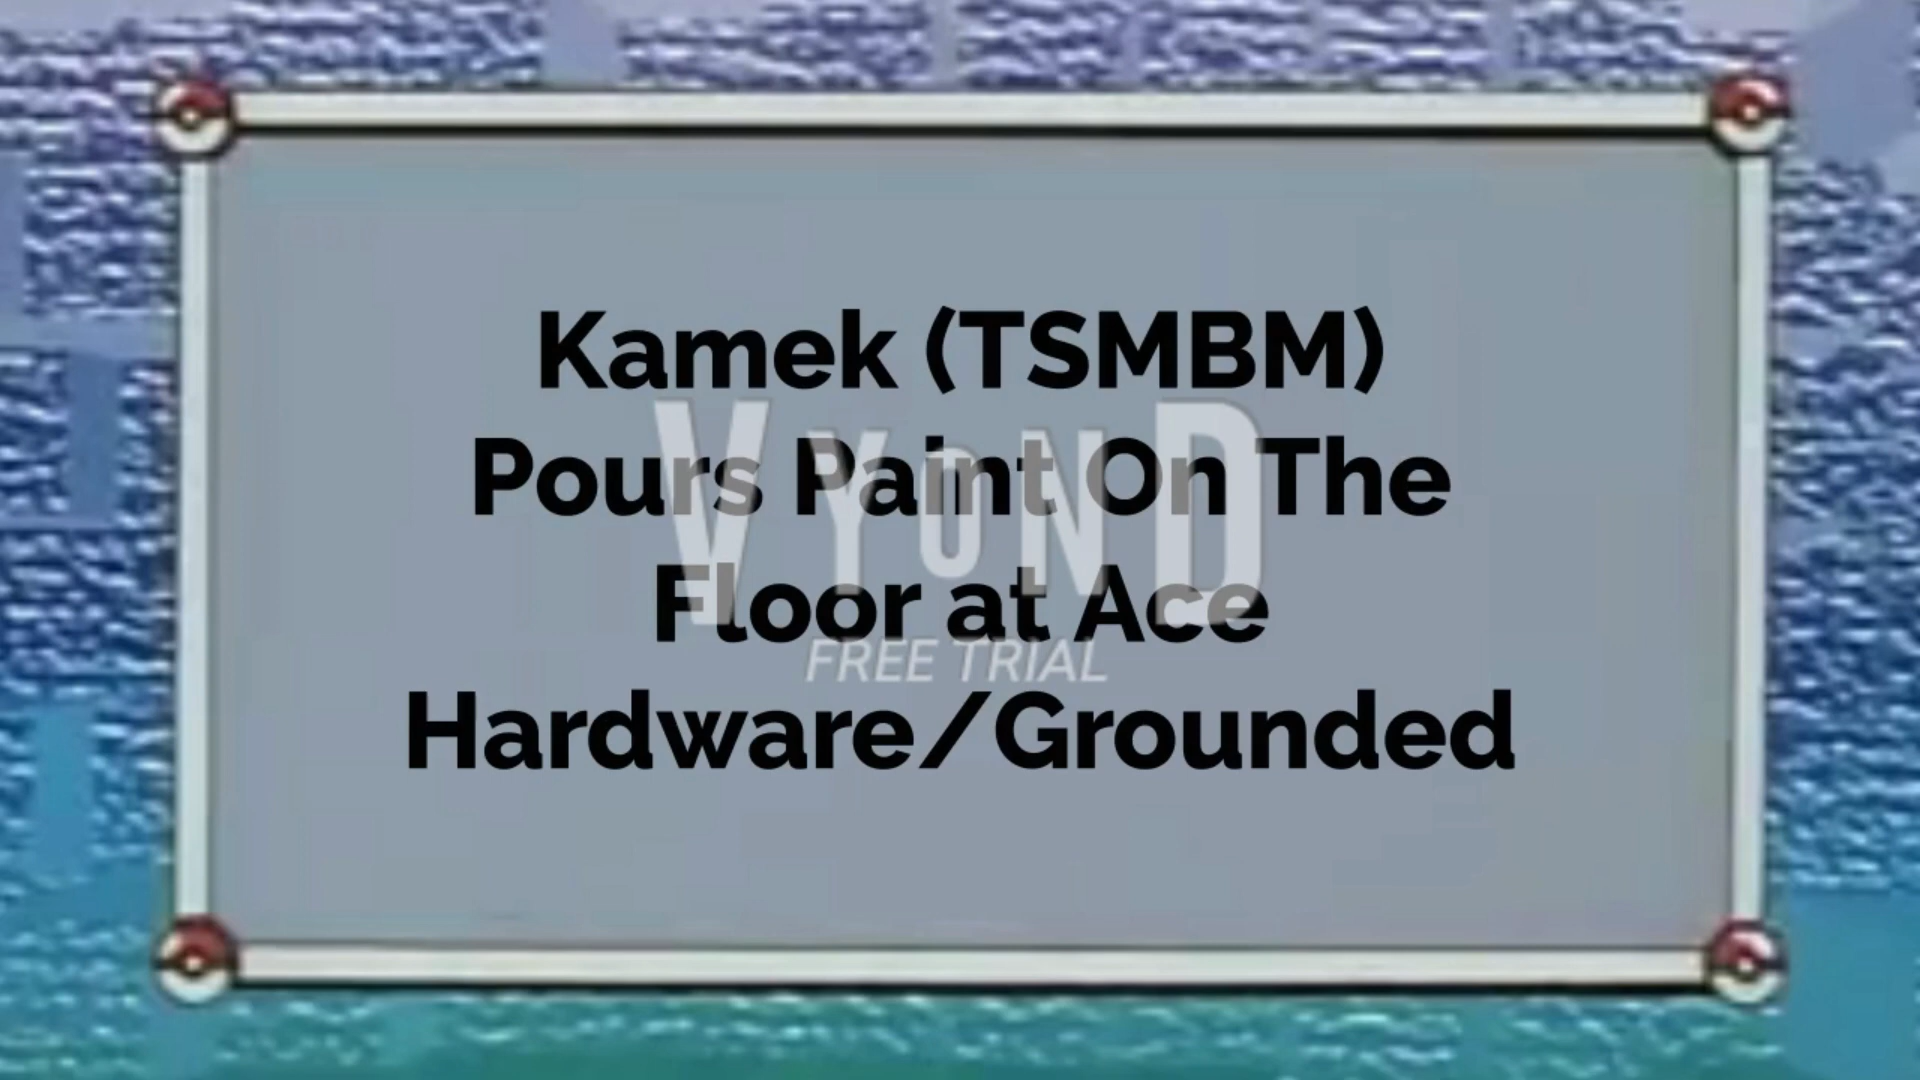 Kamek (TSMBM)
Pours Paint On The
Floor at Ace
Hardware/Grounded
VYOND
FREE TRIAL